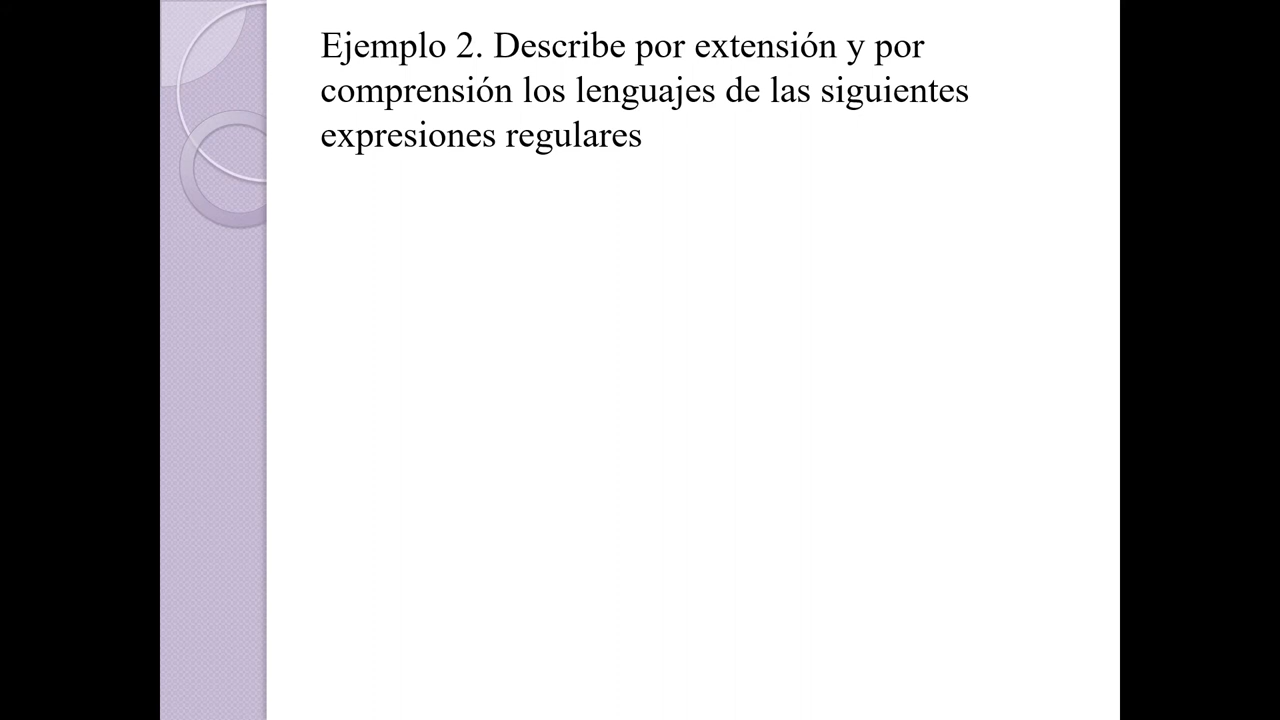 Ejemplo 2. Describe por extensión y por
comprensión los lenguajes de las siguientes
expresiones regulares